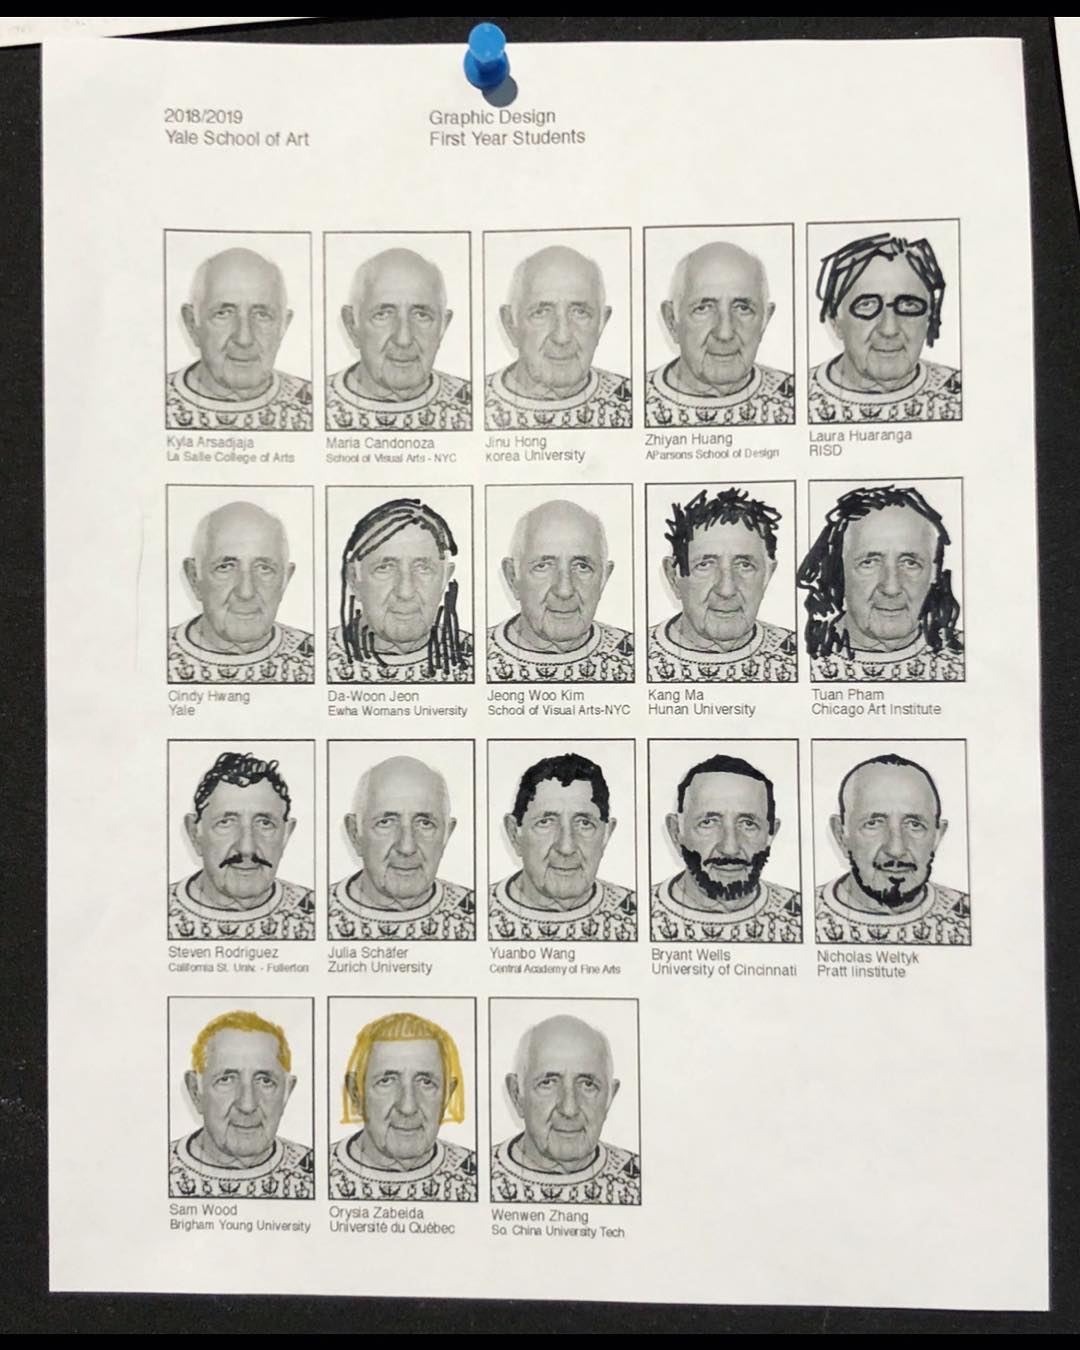 2018/2019
Yale School of Art
Graphic Design
First Year Students
Kyla Arsadjaja
La Salle College of Arts
Maria Candonoza
School of Visual Arts - NYC
Jinu Hong
Korea University
Zhiyan Huang
AParsons School of Design
Laura Huaranga
RISD
Cindy Hwang
Yale
Da-Woon Jeon
Ewha Womans University
Jeong Woo Kim
School of Visual Arts-NYC
Kang Ma
Hunan University
Tuan Pham
Chicago Art Institute
Steven Rodriguez
California St. Univ. - Fullerton
Julia Schäfer
Zurich University
Yuanbo Wang
Central Academy of Fine Arts
Bryant Wells
University of Cincinnati
Nicholas Weltyk
Pratt Iinstitute
Sam Wood
Brigham Young University
Orysia Zabeida
Université du Québec
Wenwen Zhang
So. China University Tech